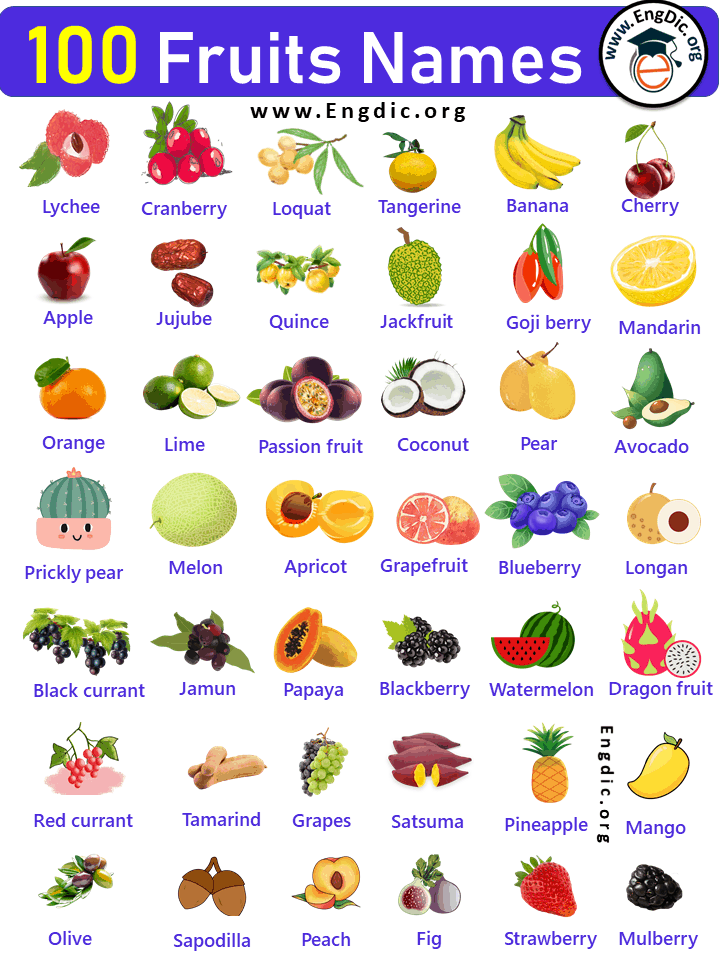 100 Fruits Names
www.EngDic.org
e
www.Engdic.org
Lychee
Cranberry
Loquat
Tangerine
Banana
Cherry
Apple
Jujube
Quince
Jackfruit
Goji berry
Mandarin
Orange
Lime
Passion fruit
Coconut
Pear
Avocado
Prickly pear
Melon
Apricot
Grapefruit
Blueberry
Longan
Black currant
Jamun
Papaya
Blackberry
Watermelon
Dragon fruit
Red currant
Tamarind
Grapes
Satsuma
Pineapple
Engdic.org
Mango
Olive
Sapodilla
Peach
Fig
Strawberry
Mulberry